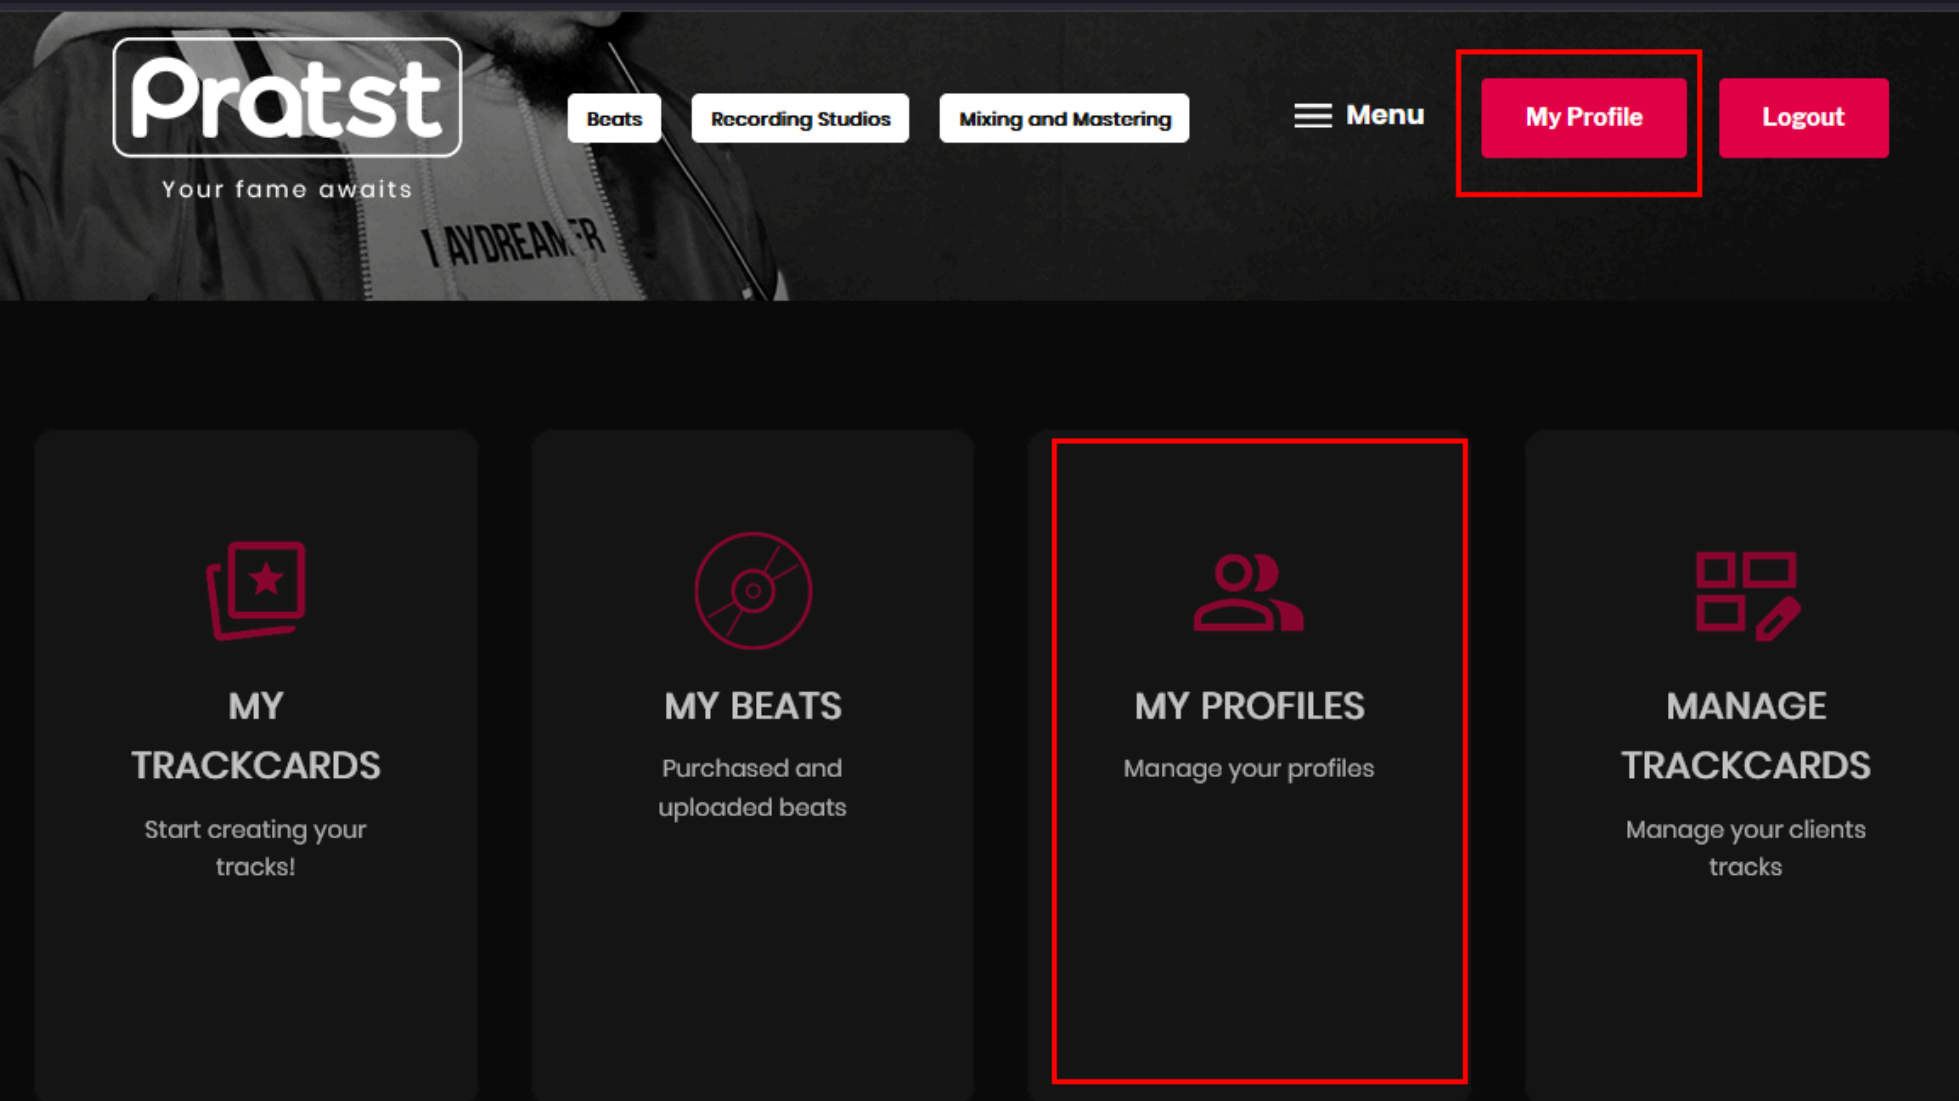 Pratst
Your fame awaits
Beats
Recording Studios
Mixing and Mastering
Menu
My Profile
Logout
DAYDREAMER
MY
TRACKCARDS
Start creating your
tracks!
MY BEATS
Purchased and
uploaded beats
MY PROFILES
Manage your profiles
MANAGE
TRACKCARDS
Manage your clients
tracks